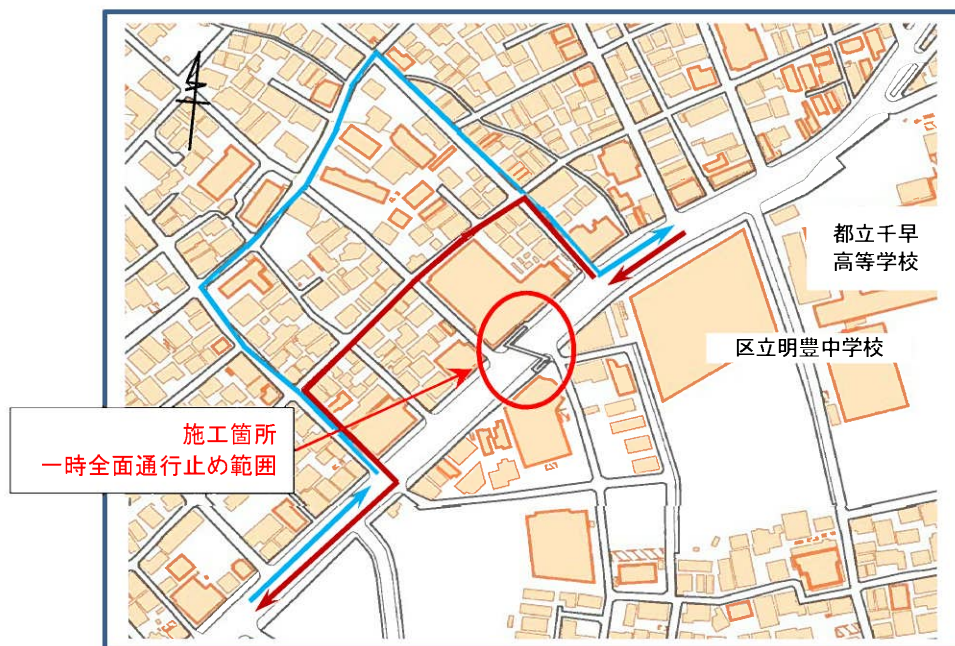 都立千早
高等学校
区立明豊中学校
施工箇所
一時全面通行止め範囲